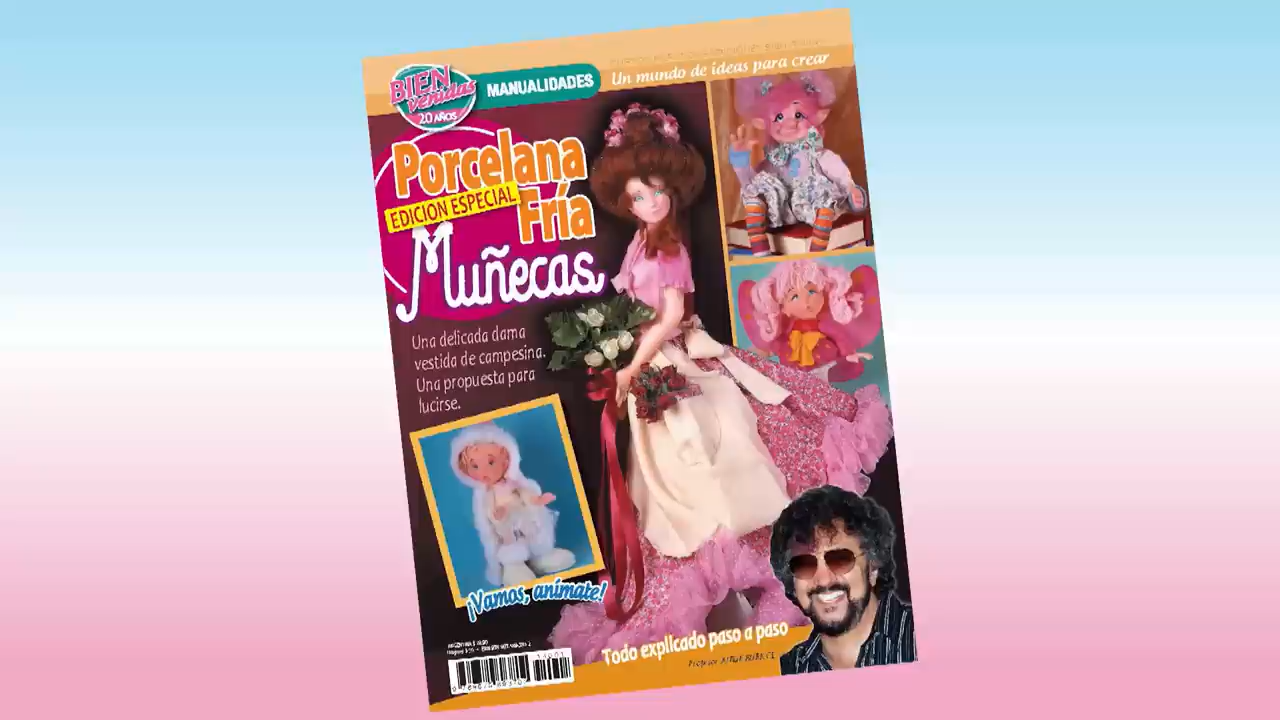 BIEN
venidas
20 AÑOS
MANUALIDADES
Un mundo de ideas para crear
Porcelana
EDICION ESPECIAL
Fría
Muñecas
Una delicada dama
vestida de campesina.
Una propuesta para
lucirse.
¡Vamos, anímate!
Todo explicado paso a paso